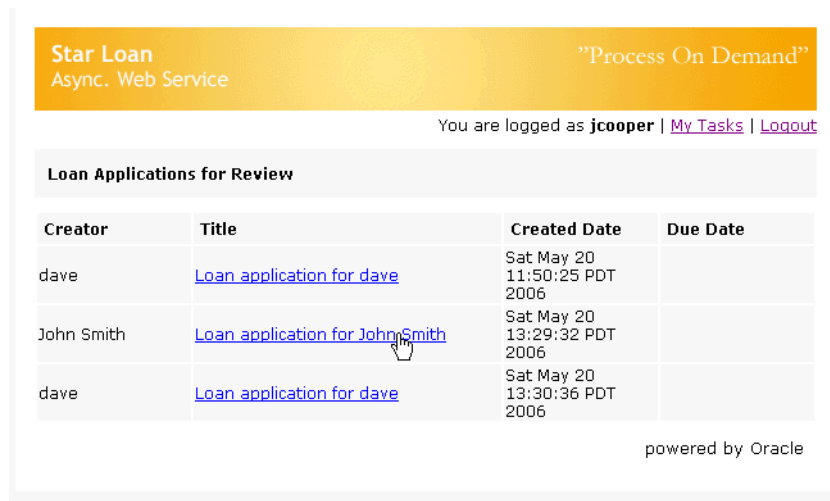 Star Loan
”Process On Demand”
Async. Web Service
You are logged as jcooper | My Tasks | Logout
Loan Applications for Review
Creator Title Created Date Due Date
dave Loan application for dave Sat May 20
11:50:25 PDT
2006
John Smith Loan application for John Smith Sat May 20
13:29:32 PDT
2006
dave Loan application for dave Sat May 20
13:30:36 PDT
2006
powered by Oracle